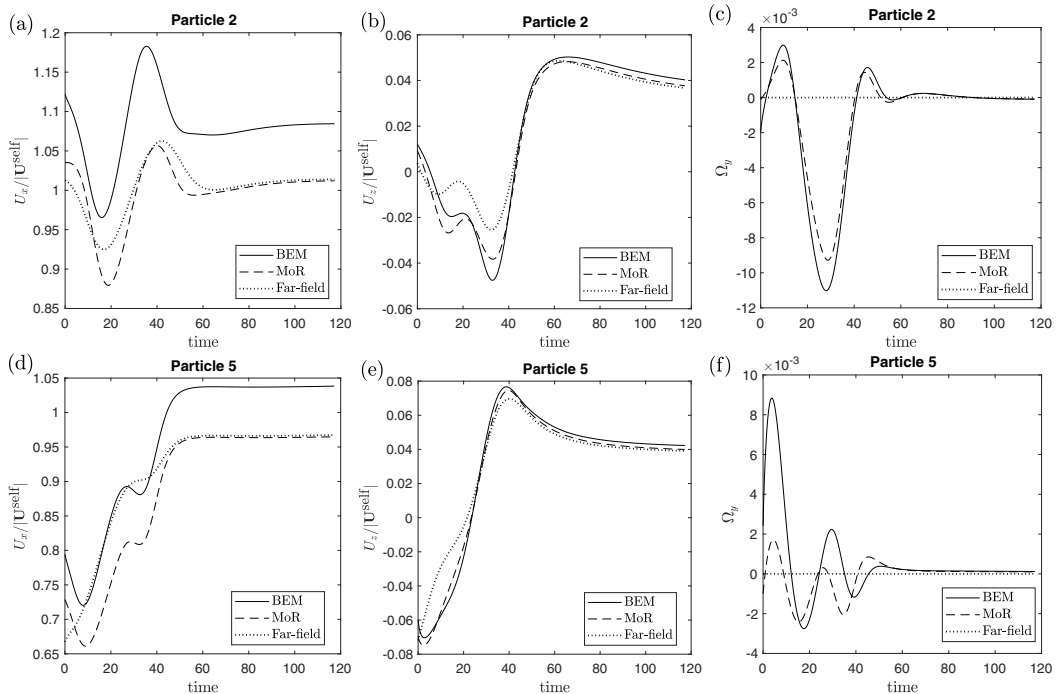 (a)
Particle 2
1.2
1.15
1.1
1.05
1
0.95
0.9
0.85
U_x/|U^self|
0 20 40 60 80 100 120
time
BEM
MoR
Far-field
(b)
Particle 2
0.06
0.04
0.02
0
-0.02
-0.04
-0.06
U_z/|U^self|
0 20 40 60 80 100 120
time
BEM
MoR
Far-field
(c)
Particle 2
×10^-3
4
2
0
-2
-4
-6
-8
-10
-12
Ω_y
0 20 40 60 80 100 120
time
BEM
MoR
Far-field
(d)
Particle 5
1.05
1
0.95
0.9
0.85
0.8
0.75
0.7
0.65
U_x/|U^self|
0 20 40 60 80 100 120
time
BEM
MoR
Far-field
(e)
Particle 5
0.08
0.06
0.04
0.02
0
-0.02
-0.04
-0.06
-0.08
U_z/|U^self|
0 20 40 60 80 100 120
time
BEM
MoR
Far-field
(f)
Particle 5
×10^-3
10
8
6
4
2
0
-2
-4
Ω_y
0 20 40 60 80 100 120
time
BEM
MoR
Far-field